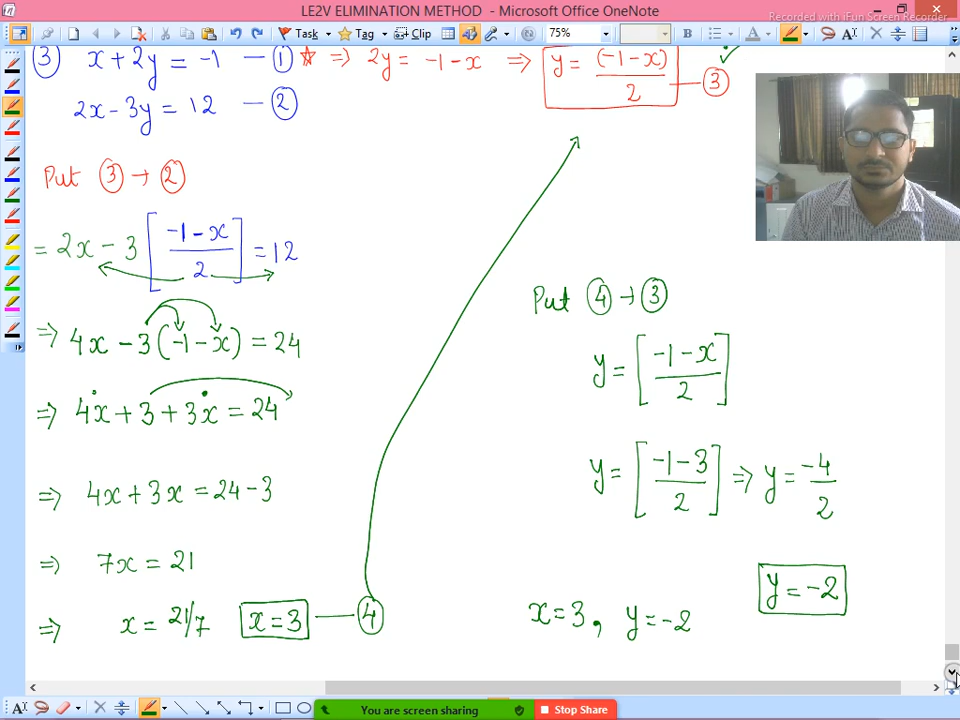 LE2V ELIMINATION METHOD - Microsoft Office OneNote
Recorded with iFun Screen Recorder
Task Tag Clip 75% B A
③ x + 2y = -1 — ① ☆ ⇒ 2y = -1 - x ⇒ y = (-1-x)/2 — ③
2x - 3y = 12 — ②
Put ③ → ②
= 2x - 3 [ -1 - x / 2 ] = 12
⇒ 4x - 3(-1 - x) = 24
⇒ 4x + 3 + 3x = 24
⇒ 4x + 3x = 24 - 3
⇒ 7x = 21
⇒ x = 21/7 x = 3 — ④
Put ④ → ③
y = [ -1 - x / 2 ]
y = [ -1 - 3 / 2 ] ⇒ y = -4/2
y = -2
x = 3, y = -2
You are screen sharing Stop Share